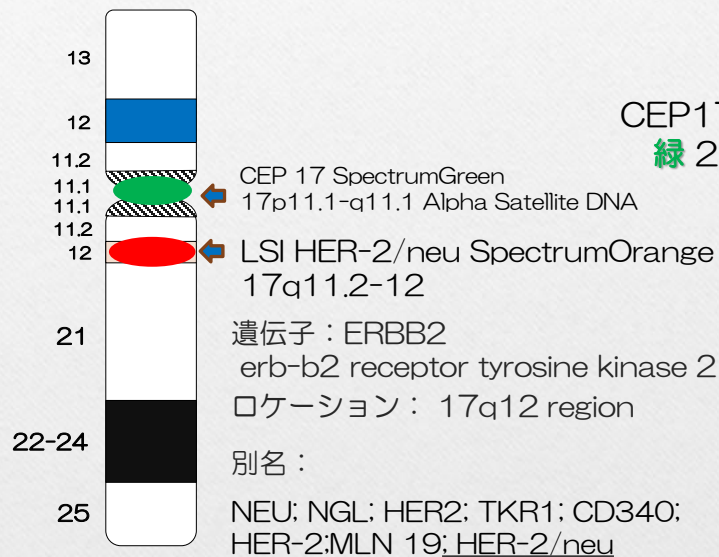 13
12
11.2
11.1
11.1
11.2
12
21
22-24
25
CEP17
緑 2
CEP 17 SpectrumGreen
17p11.1-q11.1 Alpha Satellite DNA
LSI HER-2/neu SpectrumOrange
17q11.2-12
遺伝子：ERBB2
erb-b2 receptor tyrosine kinase 2
ロケーション： 17q12 region
別名：
NEU; NGL; HER2; TKR1; CD340;
HER-2;MLN 19; HER-2/neu